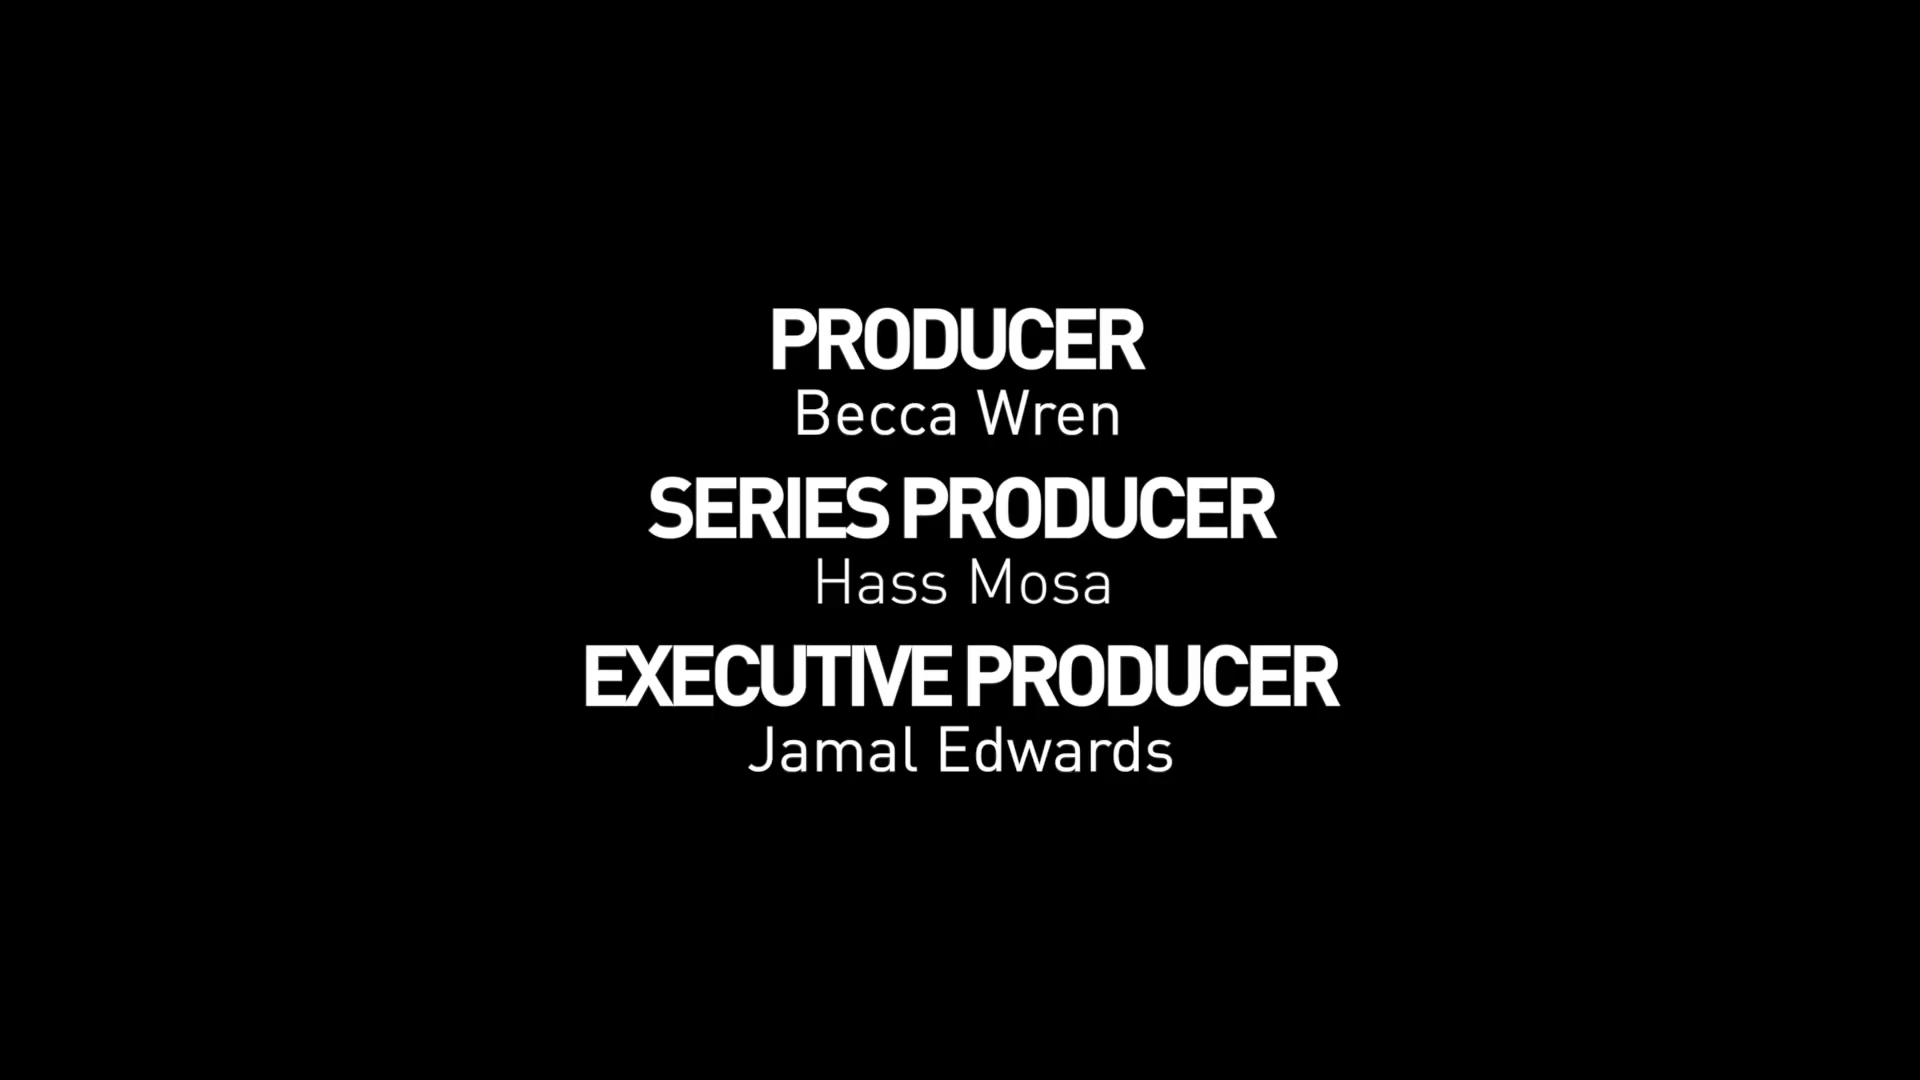 PRODUCER
Becca Wren
SERIES PRODUCER
Hass Mosa
EXECUTIVE PRODUCER
Jamal Edwards